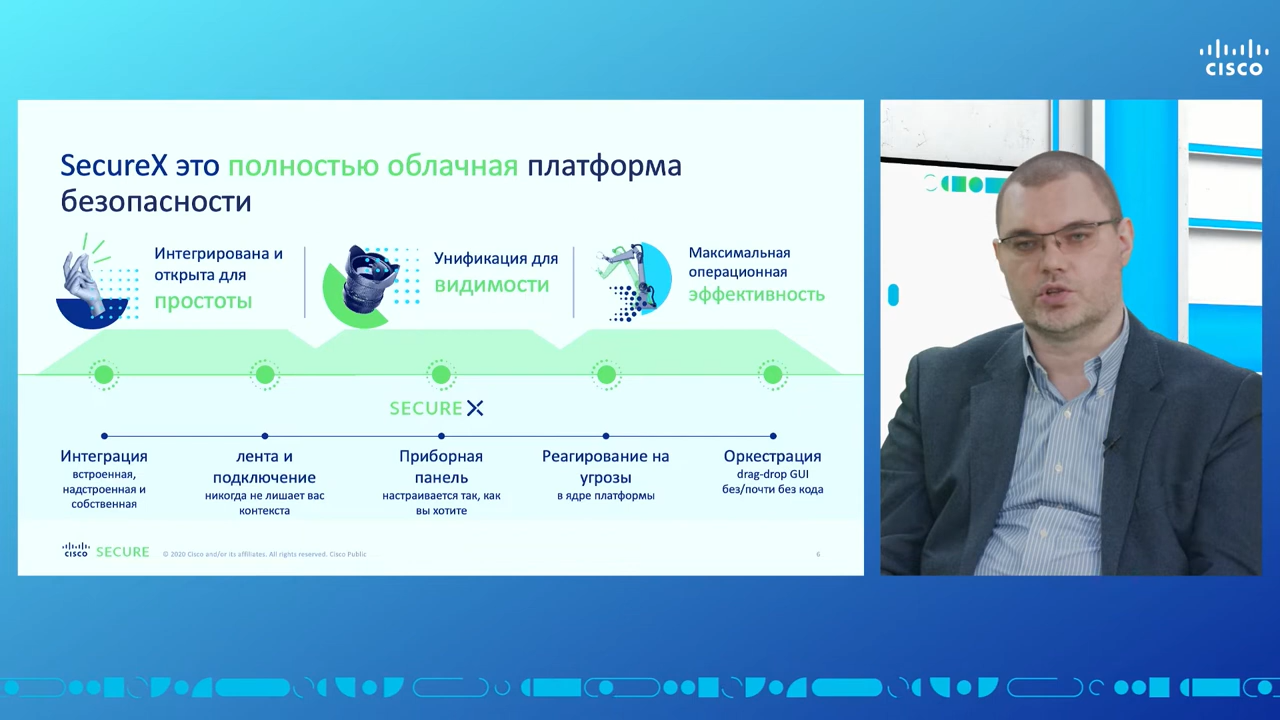 CISCO
SecureX это полностью облачная платформа
безопасности
Интегрирована и
открыта для
простоты
Унификация для
видимости
Максимальная
операционная
эффективность
SECUREX
Интеграция
встроенная,
надстроенная и
собственная
лента и
подключение
никогда не лишает вас
контекста
Приборная
панель
настраивается так, как
вы хотите
Реагирование на
угрозы
в ядре платформы
Оркестрация
drag-drop GUI
без/почти без кода
CISCO SECURE
© 2020 Cisco and/or its affiliates. All rights reserved. Cisco Public
6